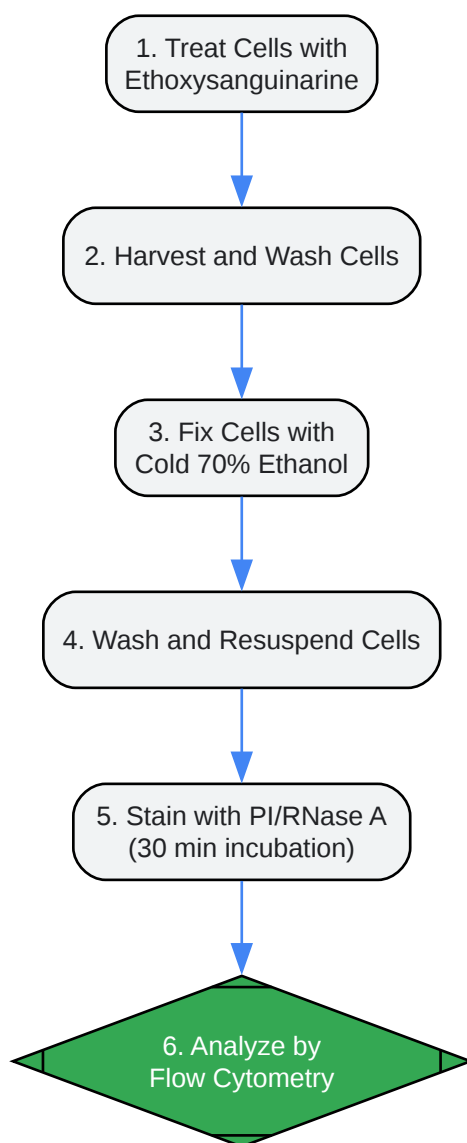 1. Treat Cells with
Ethoxysanguinarine
2. Harvest and Wash Cells
3. Fix Cells with
Cold 70% Ethanol
4. Wash and Resuspend Cells
5. Stain with PI/RNase A
(30 min incubation)
6. Analyze by
Flow Cytometry